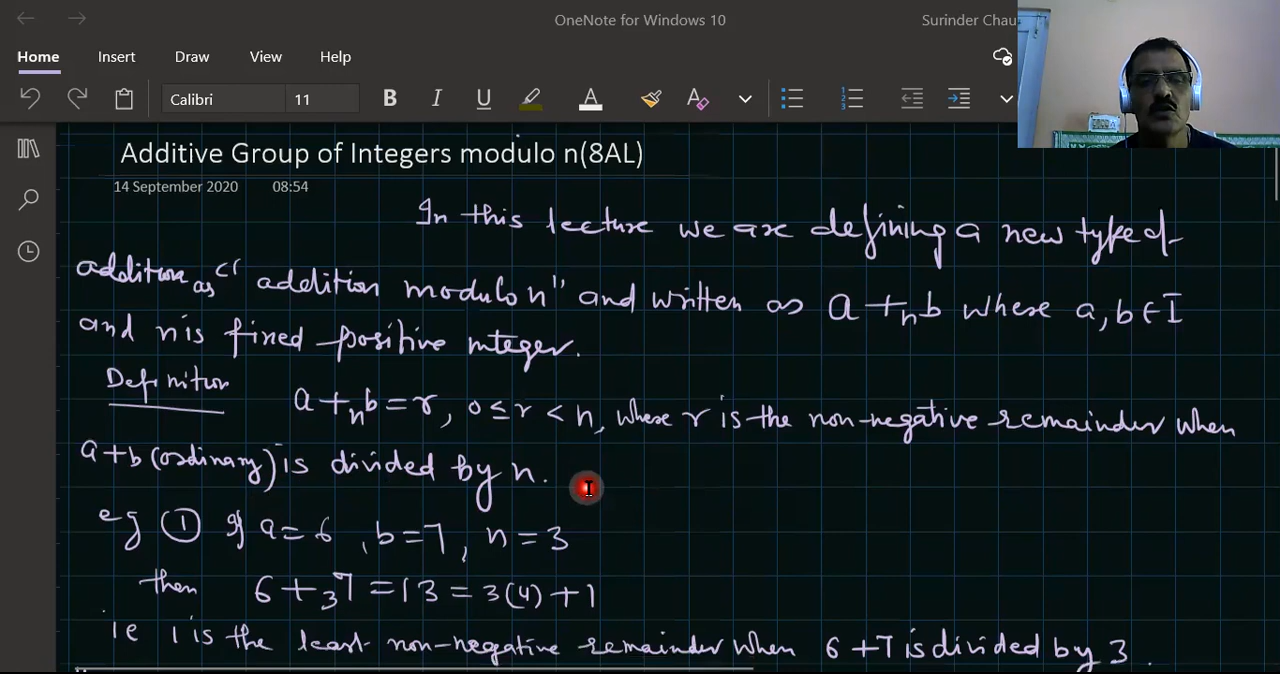 OneNote for Windows 10
Surinder Chau
Home Insert Draw View Help
Calibri 11 B I U A A
Additive Group of Integers modulo n(8AL)
14 September 2020 08:54
In this lecture we are defining a new type of
addition as "addition modulo n" and written as a +ₙ b where a, b ∈ I
and n is fixed positive integer.
Definition a +ₙ b = r, 0 ≤ r < n, where r is the non-negative remainder when
a+b (ordinary) is divided by n.
eg ① If a = 6, b = 7, n = 3
then 6 +₃ 7 = 13 = 3(4) + 1
ie 1 is the least non-negative remainder when 6+7 is divided by 3.